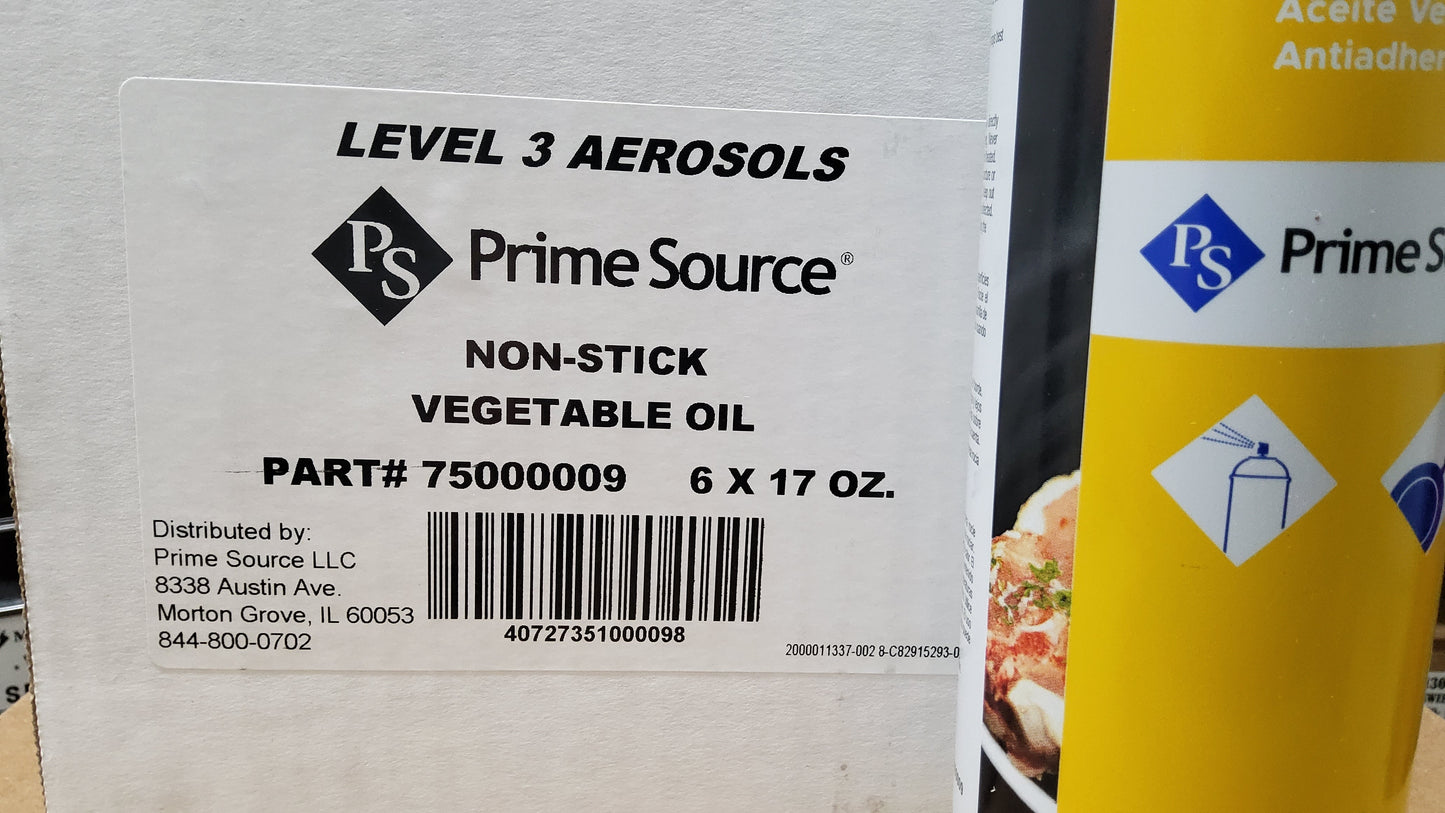 LEVEL 3 AEROSOLS
PS
Prime Source®
NON-STICK
VEGETABLE OIL
PART# 75000009 6 X 17 OZ.
Distributed by:
Prime Source LLC
8338 Austin Ave.
Morton Grove, IL 60053
844-800-0702
40727351000098
2000011337-002 8-C82915293-0
Aceite Ve
Antiadher
PS
Prime S